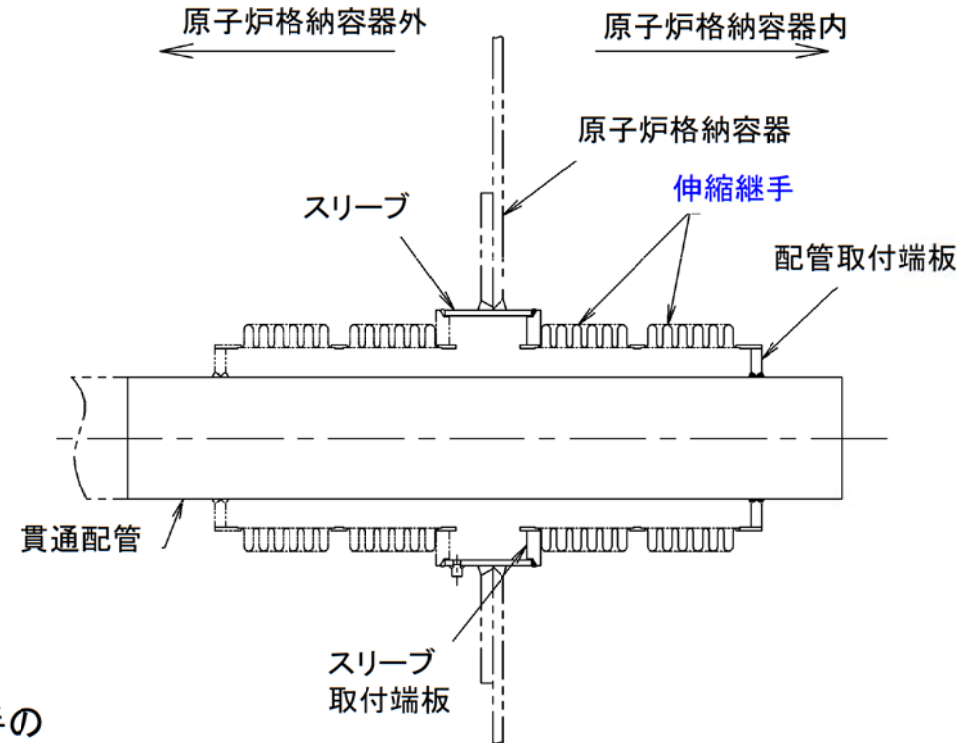 原子炉格納容器外
原子炉格納容器内
原子炉格納容器
伸縮継手
スリーブ
配管取付端板
貫通配管
スリーブ
取付端板
の